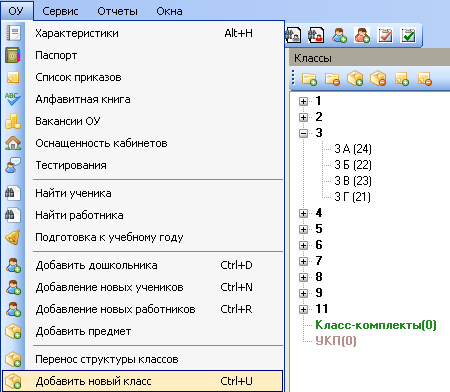 ОУ Сервис Отчеты Окна
Характеристики Alt+H
Паспорт
Список приказов
Алфавитная книга
Вакансии ОУ
Оснащенность кабинетов
Тестирования
Найти ученика
Найти работника
Подготовка к учебному году
Добавить дошкольника Ctrl+D
Добавление новых учеников Ctrl+N
Добавление новых работников Ctrl+R
Добавить предмет
Перенос структуры классов
Добавить новый класс Ctrl+U
Классы
1
2
3
3 А (24)
3 Б (22)
3 В (23)
3 Г (21)
4
5
6
7
8
9
11
Класс-комплекты(0)
УКП(0)